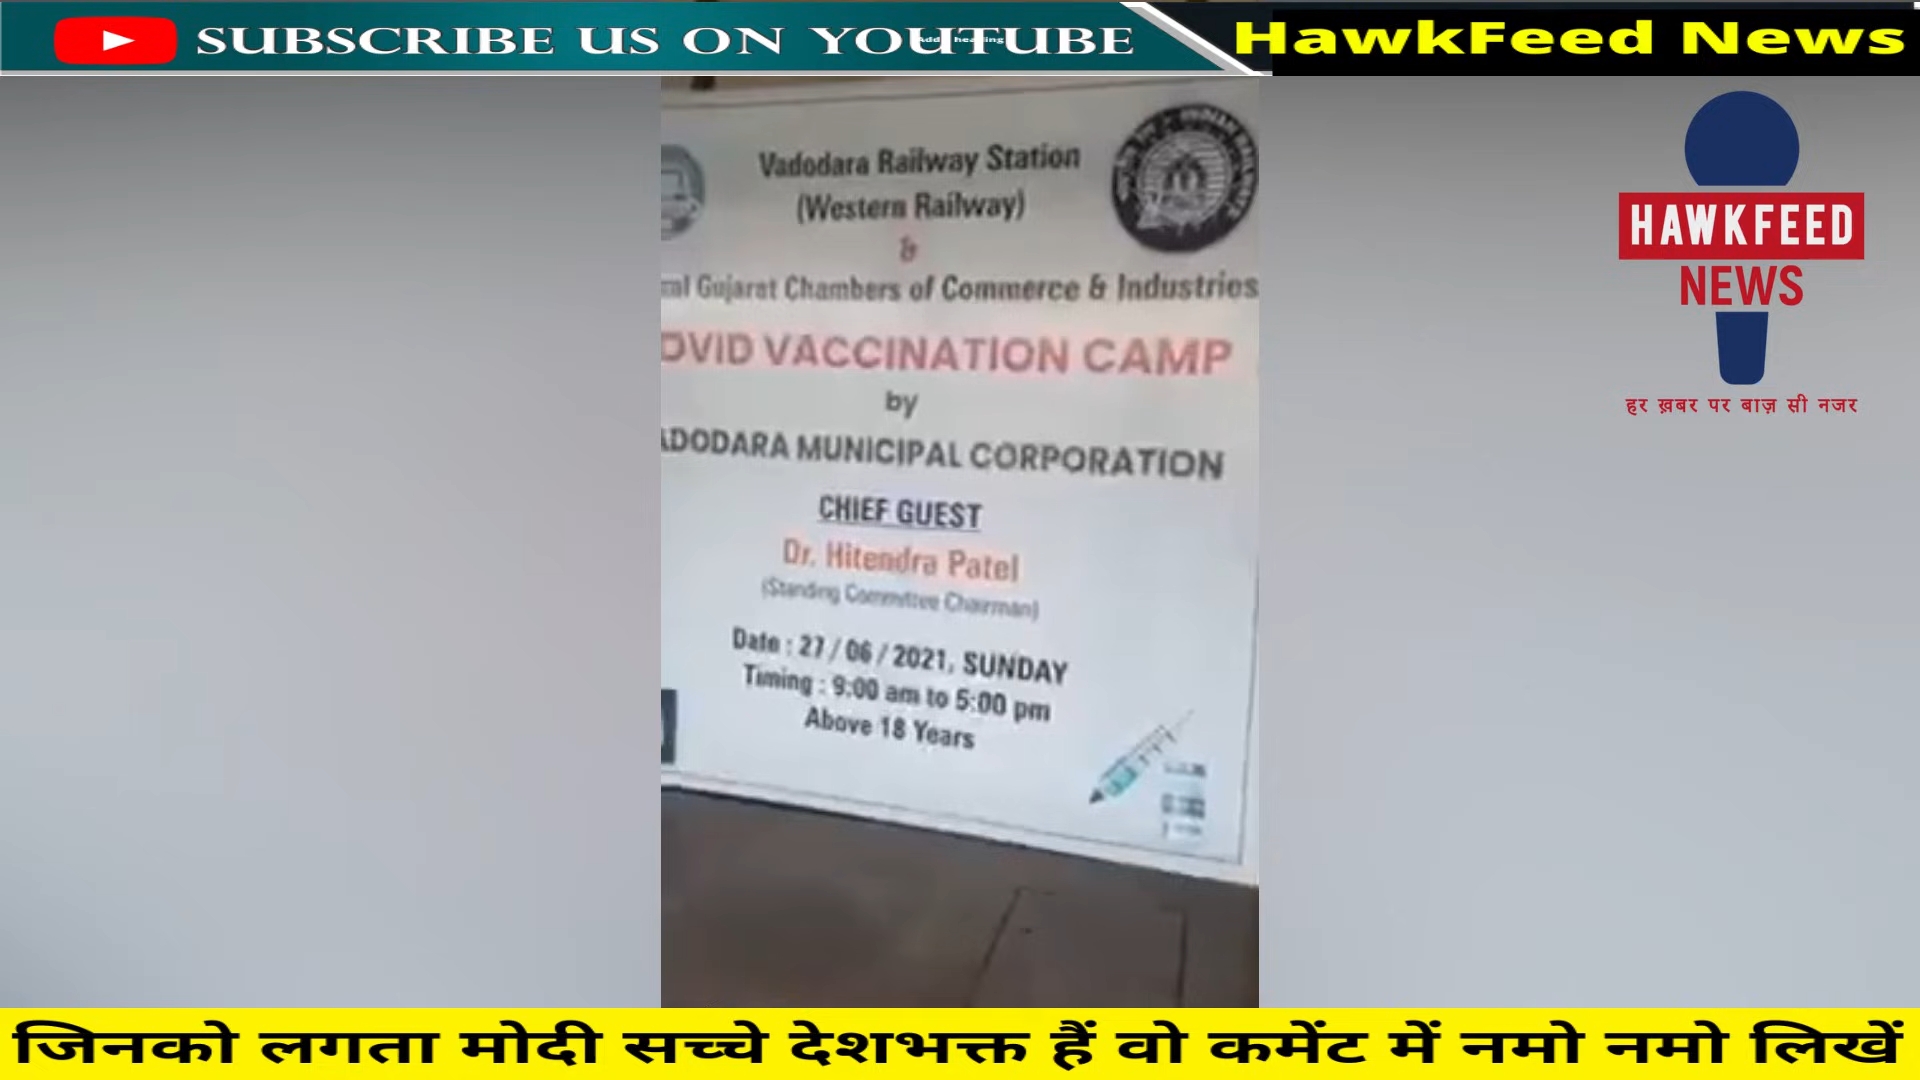 SUBSCRIBE US ON YOUTUBE
HawkFeed News
HAWKFEED
NEWS
हर ख़बर पर बाज़ सी नजर
Vadodara Railway Station
(Western Railway)
&
Gujarat Chambers of Commerce & Industries
VACCINATION CAMP
by
MUNICIPAL CORPORATION
CHIEF GUEST
Dr. Hitendra Patel
(Standing Committee Chairman)
Date : 27 / 06 / 2021, SUNDAY
Timing : 9:00 am to 5:00 pm
Above 18 Years
जिनको लगता मोदी सच्चे देशभक्त हैं वो कमेंट में नमो नमो लिखें